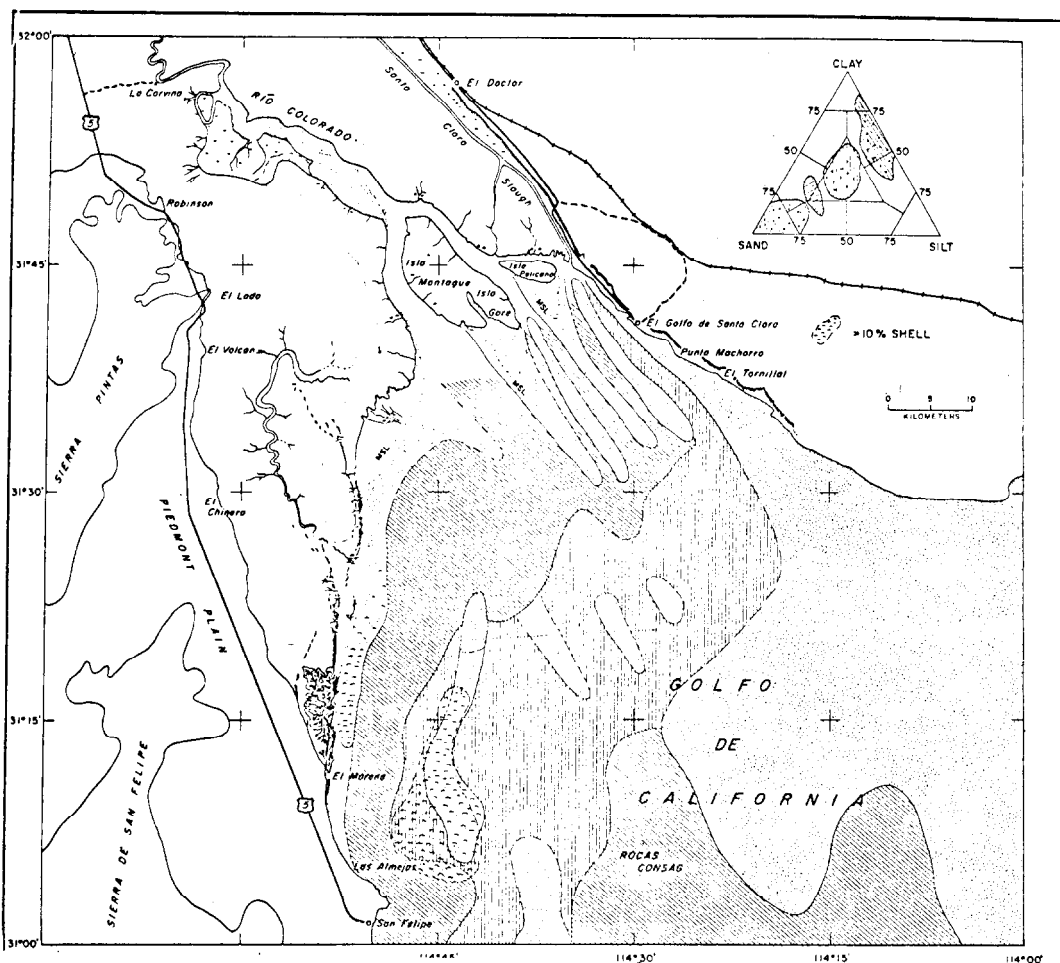 32°00'
31°45'
31°30'
31°15'
31°00'
114°45'
114°30'
114°15'
114°00'
La Corvina
RIO COLORADO
Santa Clara Slough
El Doctor
5
Robinson
El Lado
El Volcan
Isla Montague
Isla Gore
Isla Pelicano
MSL
MSL
MSL
El Golfo de Santa Clara
Punta Machorro
El Tornillal
SIERRA PINTAS
El Chinero
PIEDMONT PLAIN
SIERRA DE SAN FELIPE
El Moreno
5
Las Almejas
San Felipe
ROCAS CONSAG
GOLFO
DE
CALIFORNIA
CLAY
75
75
50
50
75
75
SAND
75
50
75
SILT
>10% SHELL
0
5
10
KILOMETERS